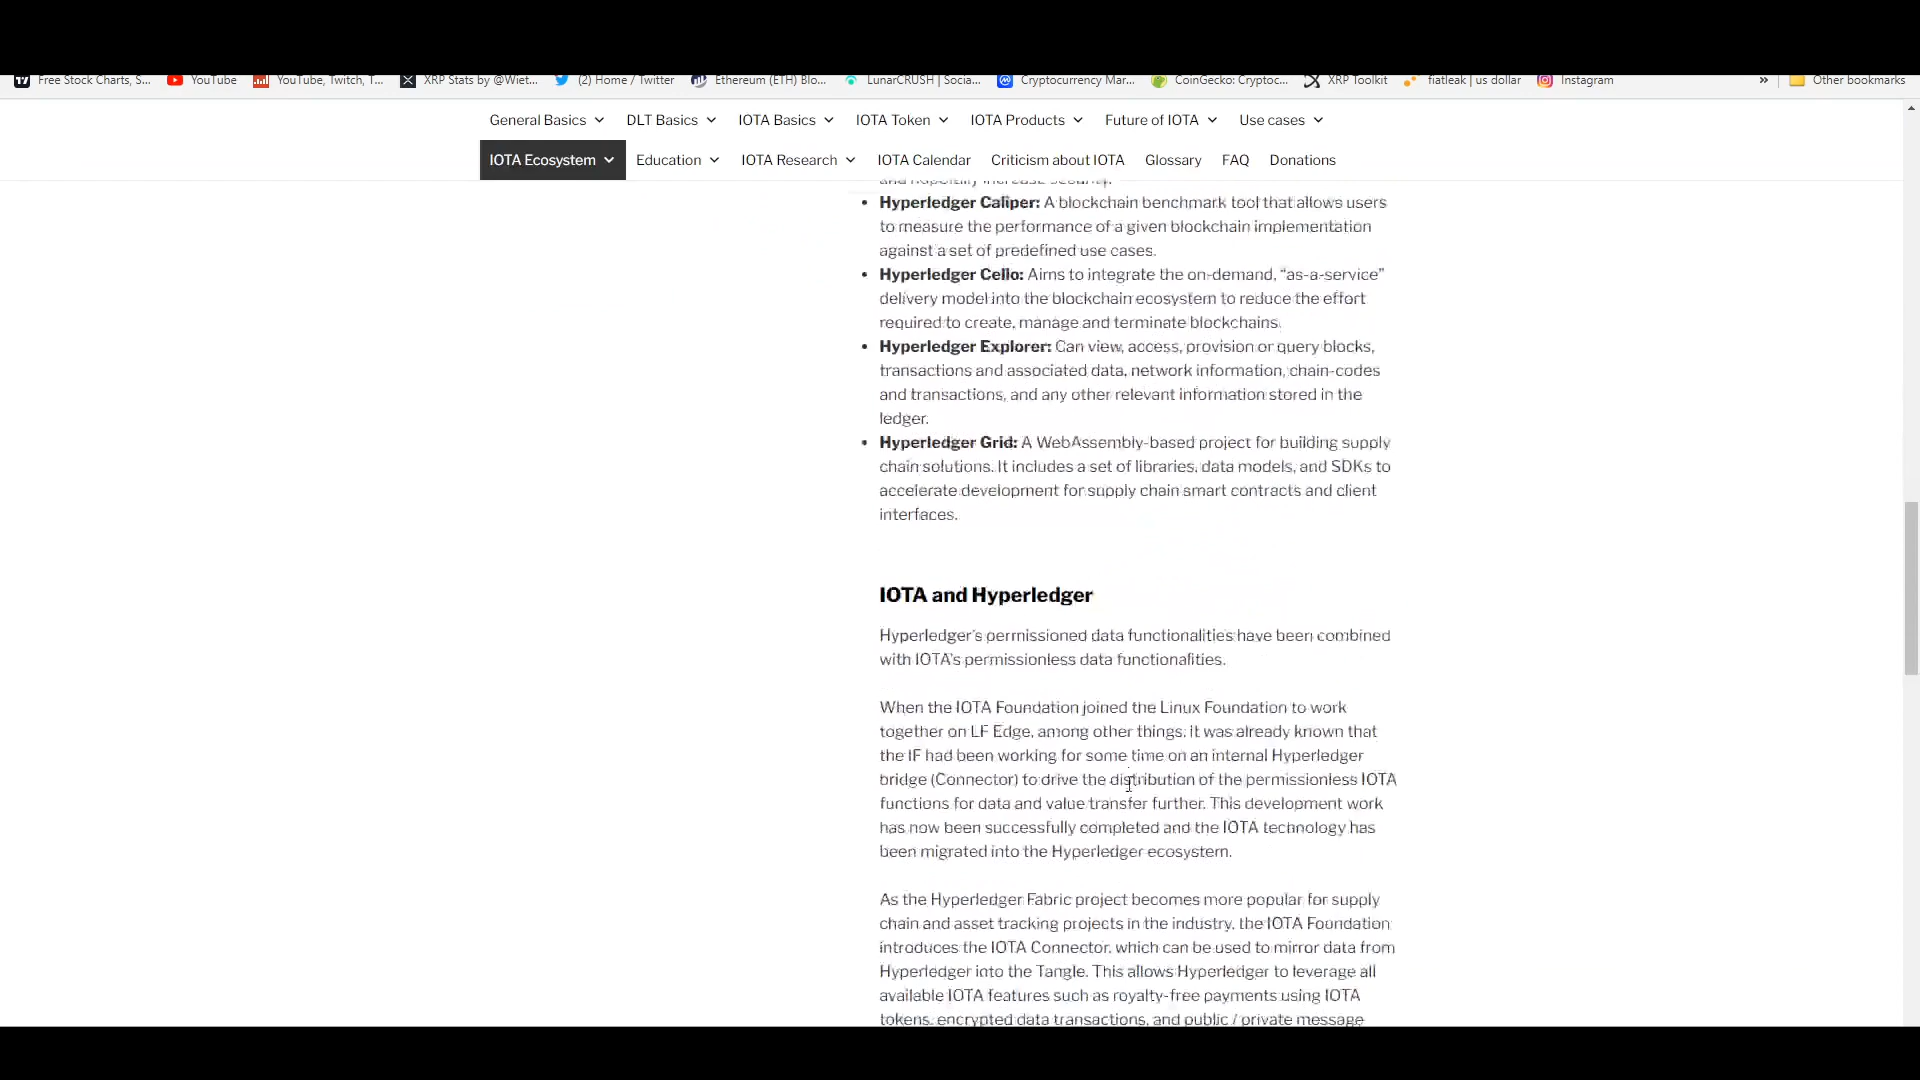 Free Stock Charts, S...
YouTube
YouTube, Twitch, T...
XRP Stats by @Wiet...
(2) Home / Twitter
Ethereum (ETH) Blo...
LunarCRUSH | Socia...
Cryptocurrency Mar...
CoinGecko: Cryptoc...
XRP Toolkit
fiatleak | us dollar
Instagram
»
Other bookmarks
General Basics
DLT Basics
IOTA Basics
IOTA Token
IOTA Products
Future of IOTA
Use cases
IOTA Ecosystem
Education
IOTA Research
IOTA Calendar
Criticism about IOTA
Glossary
FAQ
Donations
and hopefully increase security.
• Hyperledger Caliper: A blockchain benchmark tool that allows users
to measure the performance of a given blockchain implementation
against a set of predefined use cases.
• Hyperledger Cello: Aims to integrate the on-demand, “as-a-service”
delivery model into the blockchain ecosystem to reduce the effort
required to create, manage and terminate blockchains.
• Hyperledger Explorer: Can view, access, provision or query blocks,
transactions and associated data, network information, chain-codes
and transactions, and any other relevant information stored in the
ledger.
• Hyperledger Grid: A WebAssembly-based project for building supply
chain solutions. It includes a set of libraries, data models, and SDKs to
accelerate development for supply chain smart contracts and client
interfaces.
IOTA and Hyperledger
Hyperledger’s permissioned data functionalities have been combined
with IOTA’s permissionless data functionalities.
When the IOTA Foundation joined the Linux Foundation to work
together on LF Edge, among other things, it was already known that
the IF had been working for some time on an internal Hyperledger
bridge (Connector) to drive the distribution of the permissionless IOTA
functions for data and value transfer further. This development work
has now been successfully completed and the IOTA technology has
been migrated into the Hyperledger ecosystem.
As the Hyperledger Fabric project becomes more popular for supply
chain and asset tracking projects in the industry, the IOTA Foundation
introduces the IOTA Connector, which can be used to mirror data from
Hyperledger into the Tangle. This allows Hyperledger to leverage all
available IOTA features such as royalty-free payments using IOTA
tokens, encrypted data transactions, and public / private message